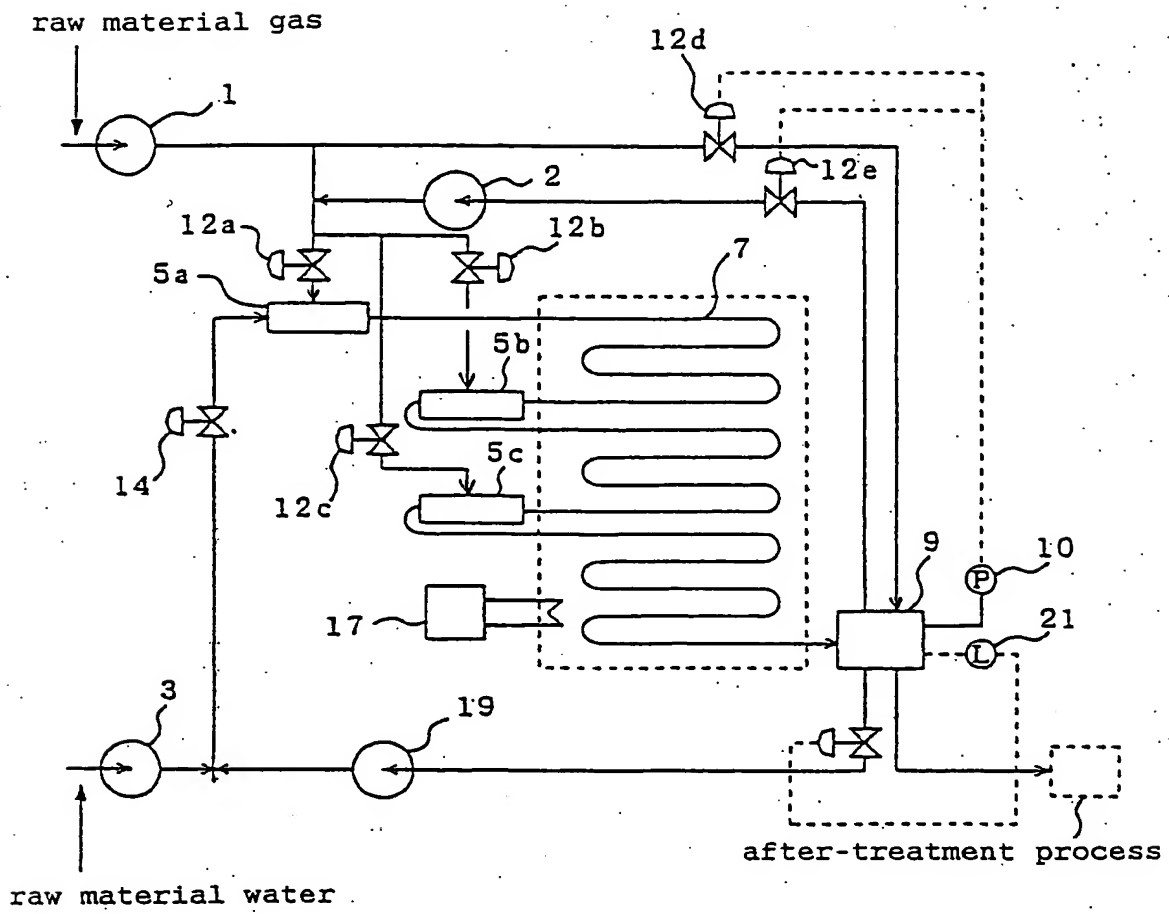 raw material gas
12d
1
2
12e
12a
12b
5a
7
5b
14
12c
5c
9
10
P
17
21
L
3
19
after-treatment process
raw material water